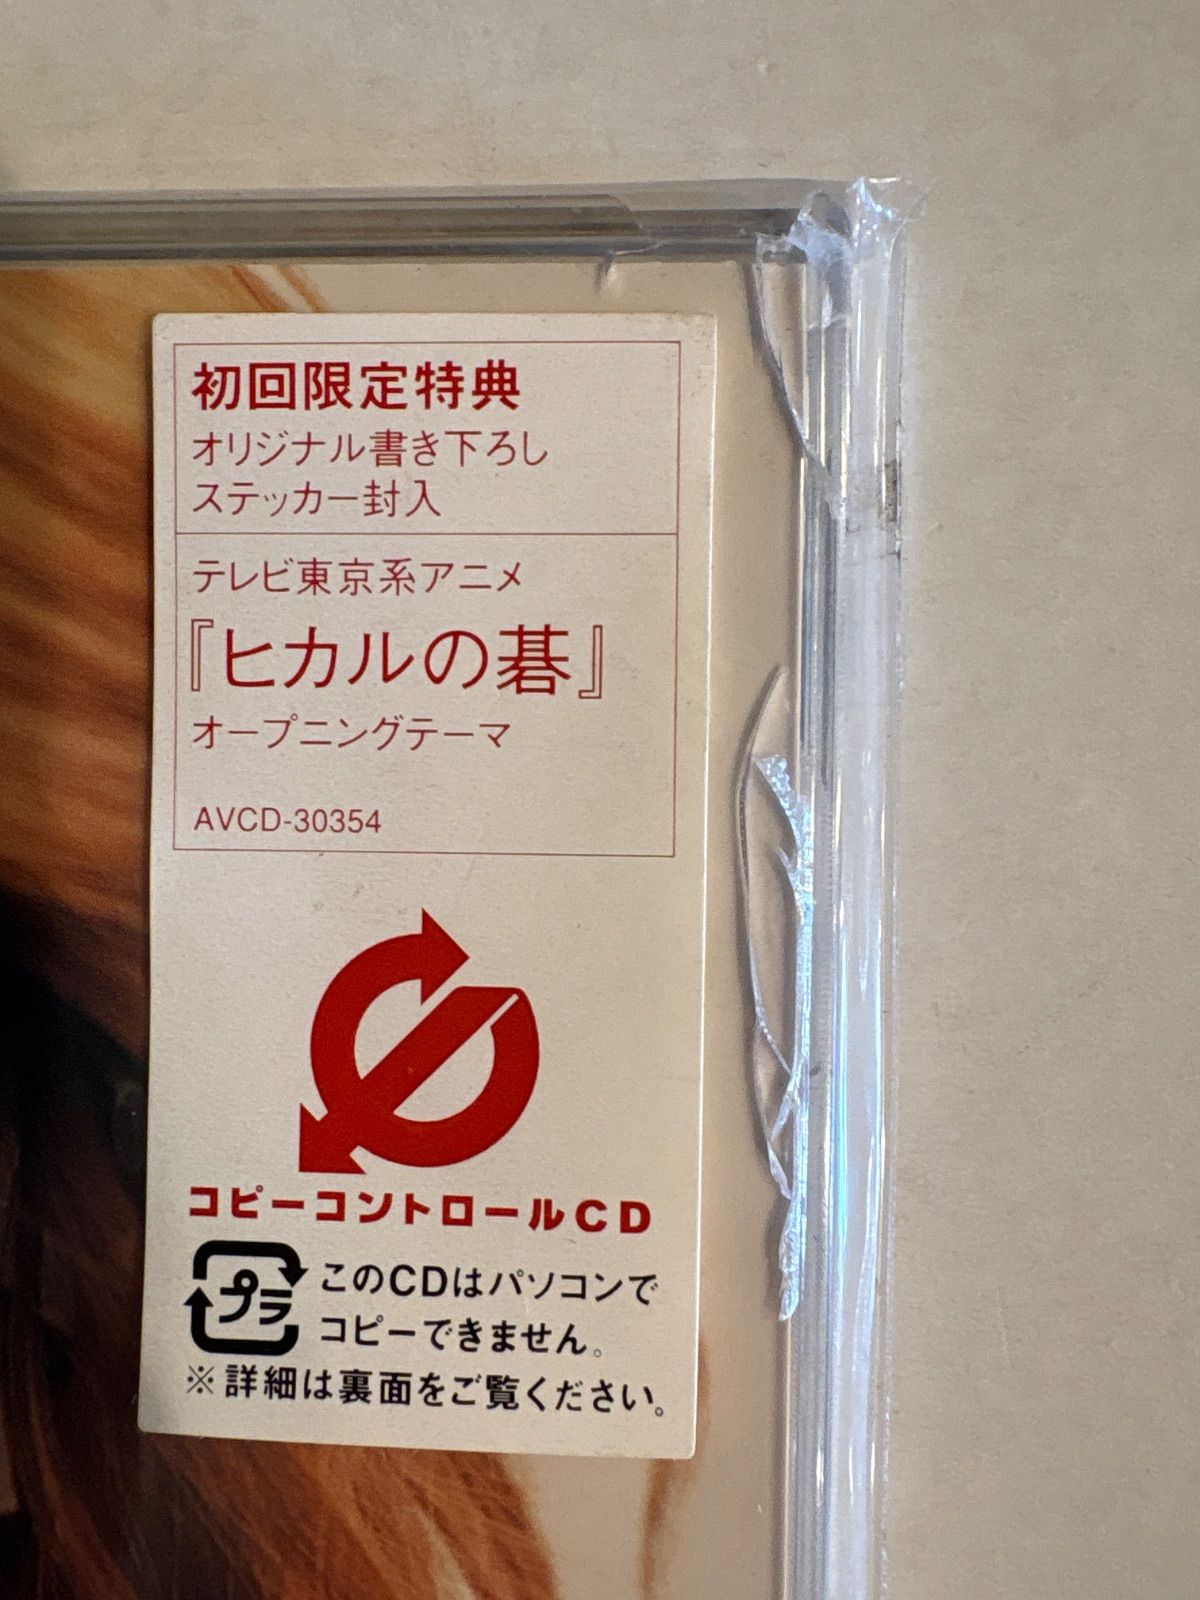 初回限定特典
オリジナル書き下ろし
ステッカー封入
テレビ東京系アニメ
『ヒカルの碁』
オープニングテーマ
AVCD-30354
コピーコントロールCD
プラ
このCDはパソコンで
コピーできません。
※詳細は裏面をご覧ください。